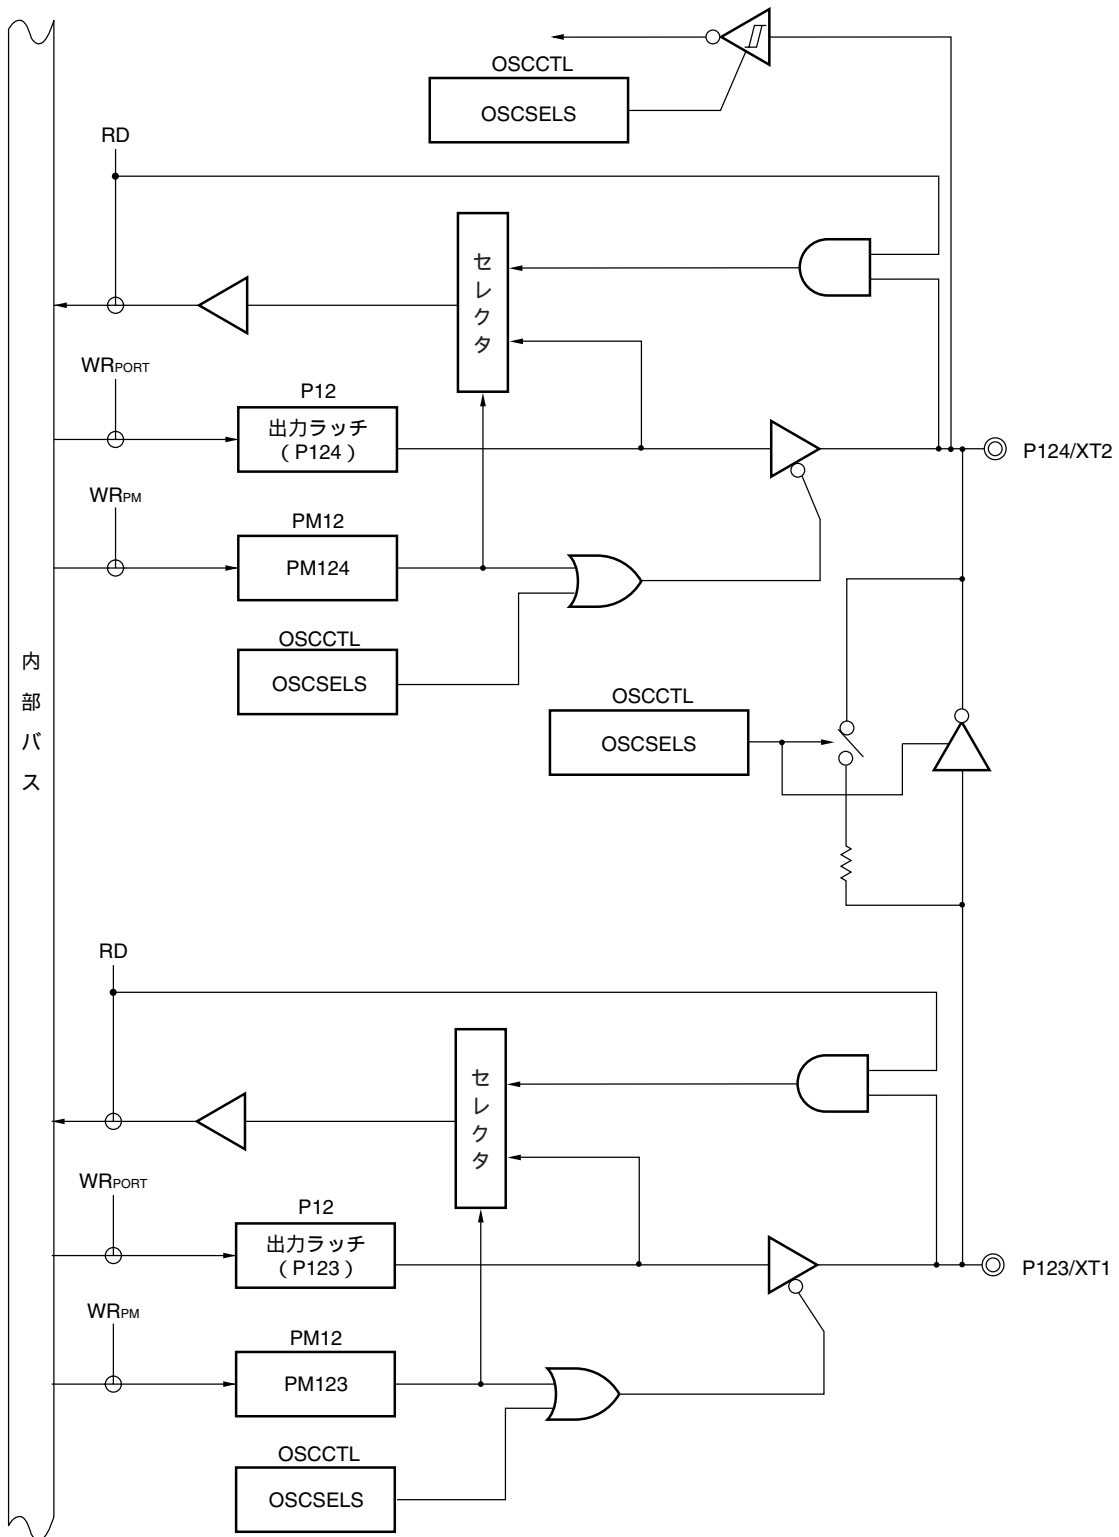 OSCCTL
OSCSELS
RD
セレクタ
WRPORT
P12
出力ラッチ
(P124)
P124/XT2
WRPM
PM12
PM124
OSCCTL
OSCSELS
内部バス
OSCCTL
OSCSELS
RD
セレクタ
WRPORT
P12
出力ラッチ
(P123)
P123/XT1
WRPM
PM12
PM123
OSCCTL
OSCSELS